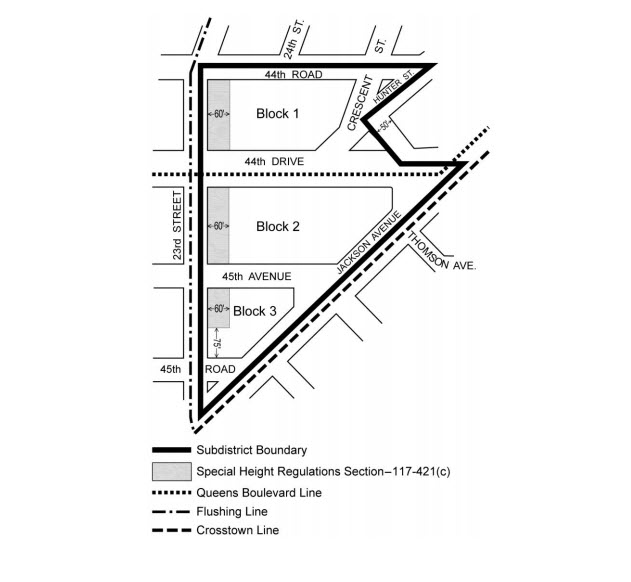 24th ST.
ST.
44th ROAD
HUNTER ST.
CRESCENT
60'
Block 1
50'
44th DRIVE
23rd STREET
60'
Block 2
JACKSON AVENUE
THOMSON AVE.
45th AVENUE
60'
Block 3
75'
45th ROAD
Subdistrict Boundary
Special Height Regulations Section–117-421(c)
Queens Boulevard Line
Flushing Line
Crosstown Line